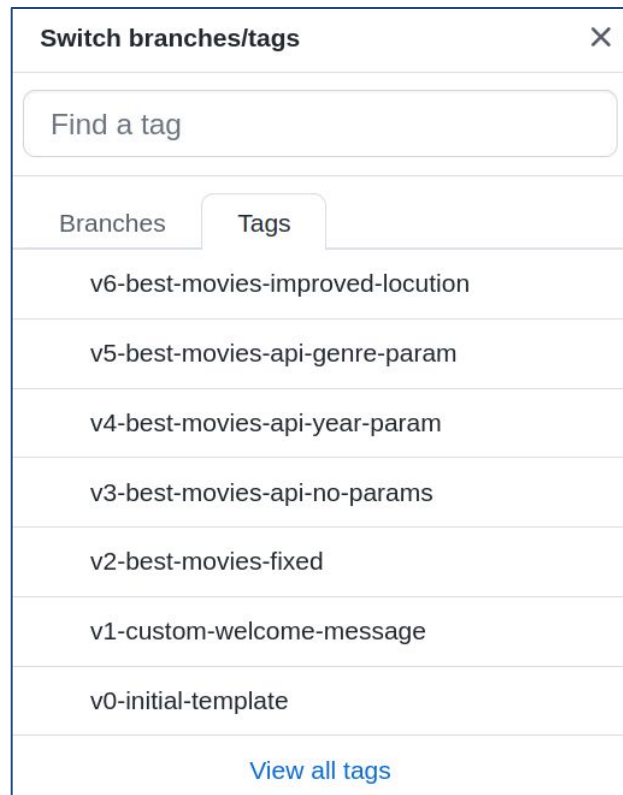 Switch branches/tags
Find a tag
Branches Tags
v6-best-movies-improved-locution
v5-best-movies-api-genre-param
v4-best-movies-api-year-param
v3-best-movies-api-no-params
v2-best-movies-fixed
v1-custom-welcome-message
v0-initial-template
View all tags